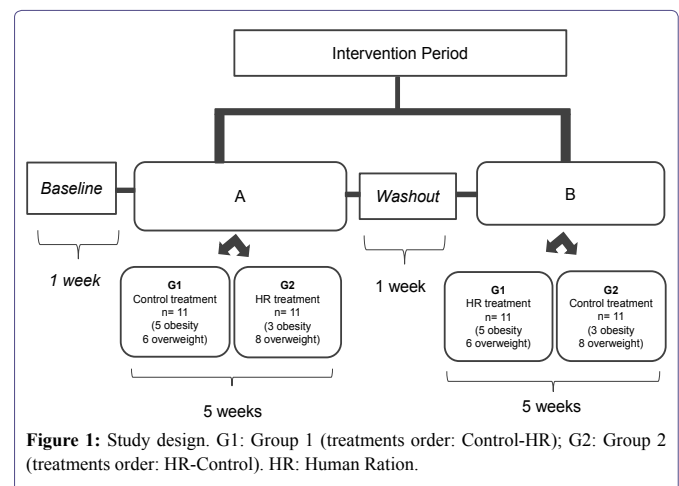 Intervention Period
Baseline
A
Washout
B
1 week
1 week
G1
Control treatment
n= 11
(5 obesity
6 overweight)
G2
HR treatment
n= 11
(3 obesity
8 overweight)
G1
HR treatment
n= 11
(5 obesity
6 overweight)
G2
Control treatment
n= 11
(3 obesity
8 overweight)
5 weeks
5 weeks
Figure 1: Study design. G1: Group 1 (treatments order: Control-HR); G2: Group 2
(treatments order: HR-Control). HR: Human Ration.